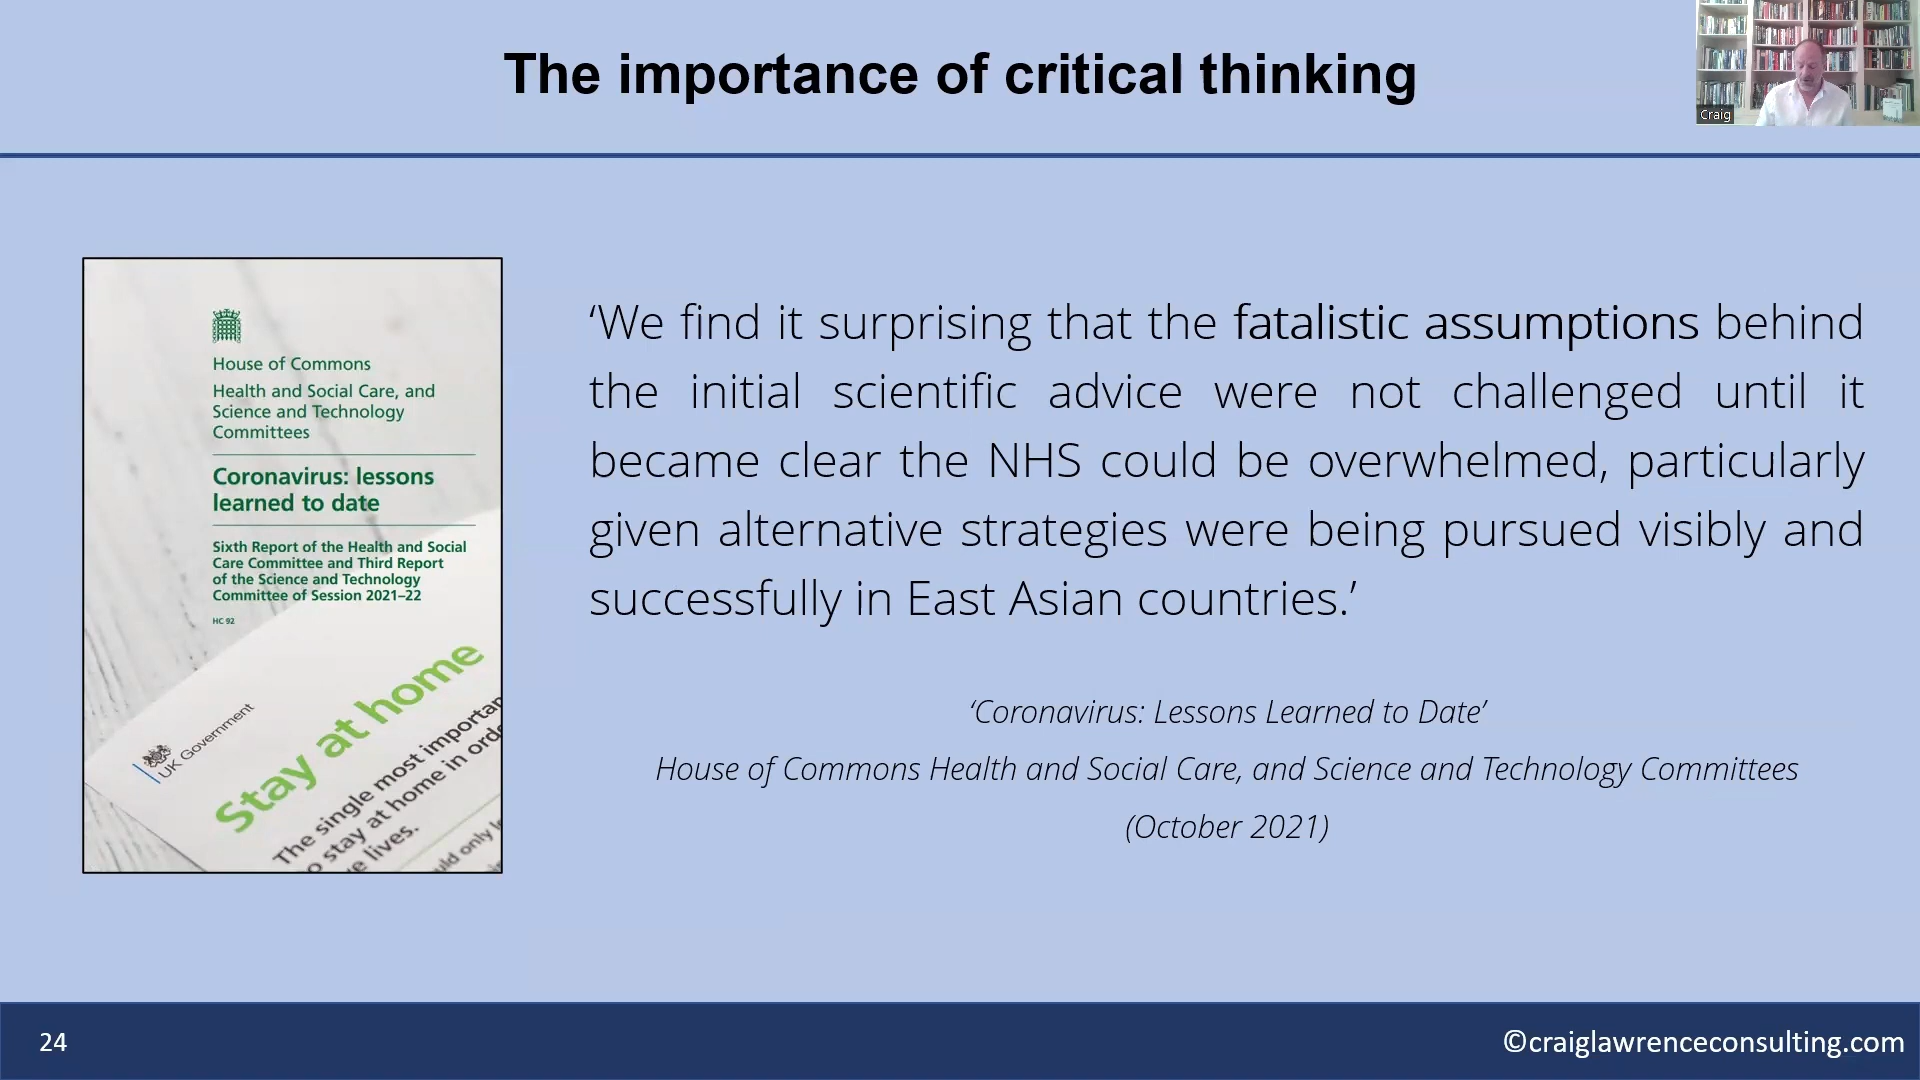 The importance of critical thinking
Craig
House of Commons
Health and Social Care, and
Science and Technology
Committees
Coronavirus: lessons
learned to date
Sixth Report of the Health and Social
Care Committee and Third Report
of the Science and Technology
Committee of Session 2021–22
HC 92
UK Government
Stay at home
The single most importan
o stay at home in orde
e lives.
uld only l
‘We find it surprising that the fatalistic assumptions behind
the initial scientific advice were not challenged until it
became clear the NHS could be overwhelmed, particularly
given alternative strategies were being pursued visibly and
successfully in East Asian countries.’
‘Coronavirus: Lessons Learned to Date’
House of Commons Health and Social Care, and Science and Technology Committees
(October 2021)
24
©craiglawrenceconsulting.com